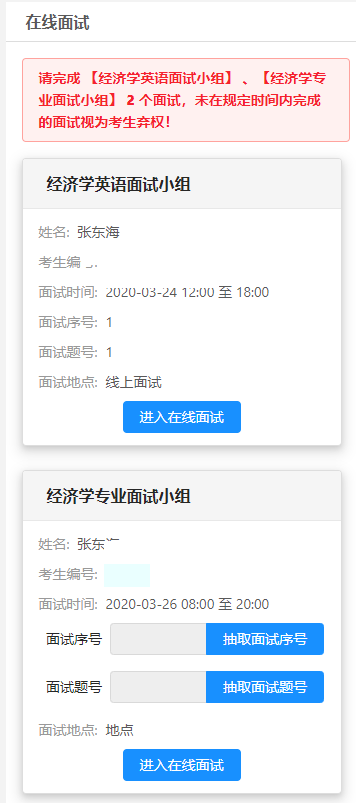 在线面试
请完成 【经济学英语面试小组】 、【经济学专
业面试小组】 2 个面试，未在规定时间内完成
的面试视为考生弃权！
经济学英语面试小组
姓名: 张东海
考生编
面试时间: 2020-03-24 12:00 至 18:00
面试序号: 1
面试题号: 1
面试地点: 线上面试
进入在线面试
经济学专业面试小组
姓名: 张东
考生编号:
面试时间: 2020-03-26 08:00 至 20:00
面试序号 抽取面试序号
面试题号 抽取面试题号
面试地点: 地点
进入在线面试